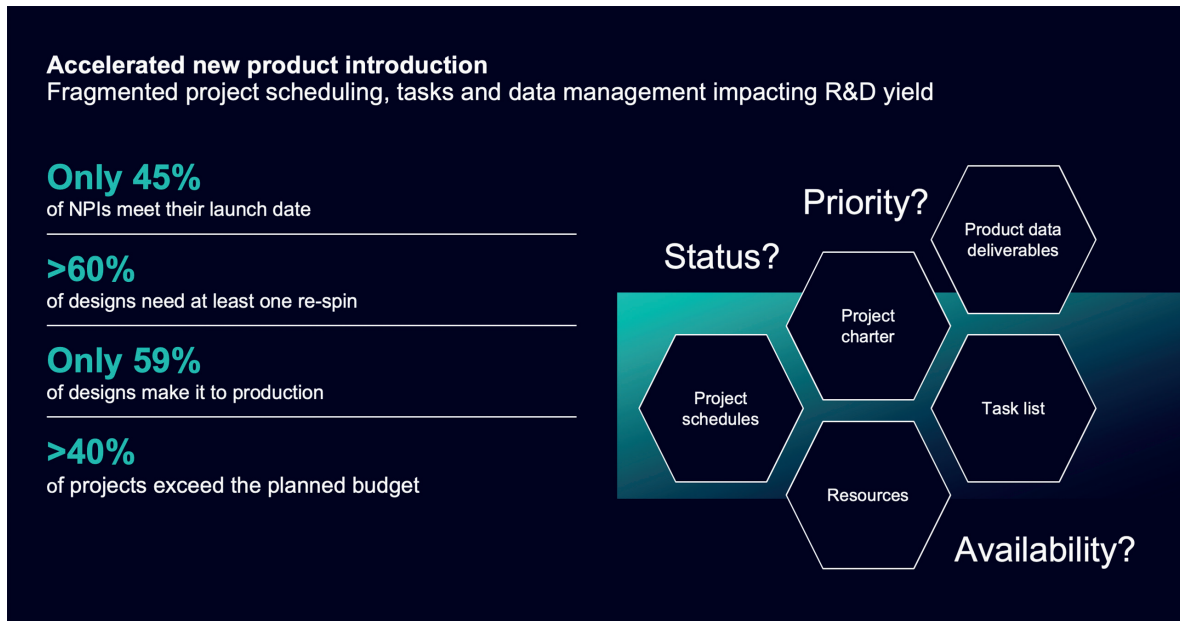 Accelerated new product introduction
Fragmented project scheduling, tasks and data management impacting R&D yield
Only 45%
of NPIs meet their launch date
>60%
of designs need at least one re-spin
Only 59%
of designs make it to production
>40%
of projects exceed the planned budget
Priority?
Status?
Product data
deliverables
Project
charter
Project
schedules
Task list
Resources
Availability?